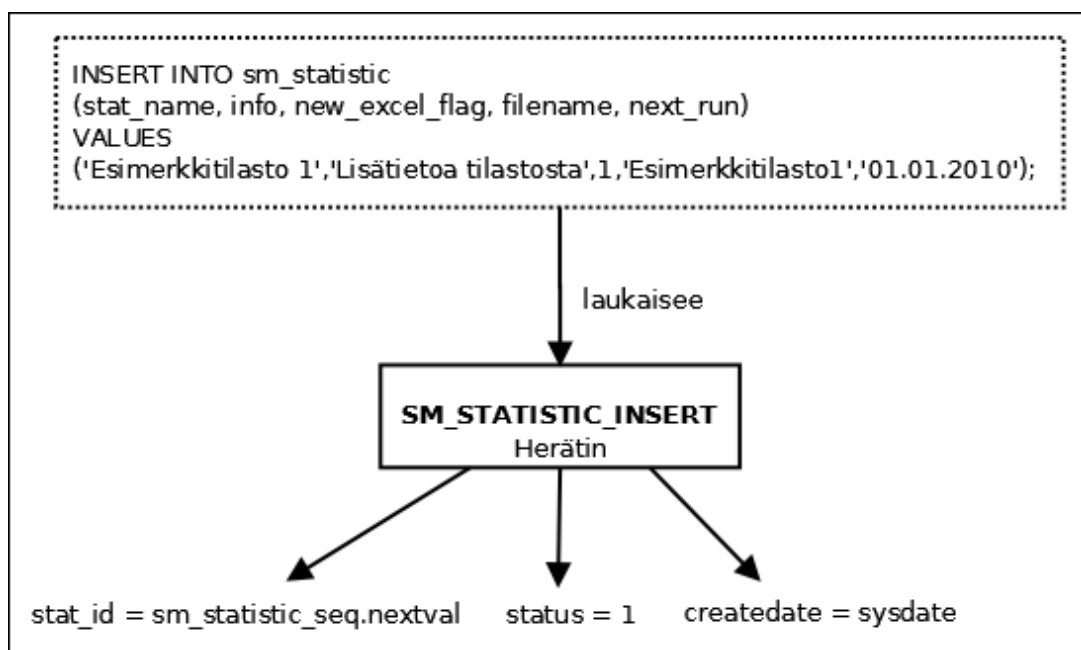 INSERT INTO sm_statistic
(stat_name, info, new_excel_flag, filename, next_run)
VALUES
('Esimerkkitilasto 1','Lisätietoa tilastosta',1,'Esimerkkitilasto1','01.01.2010');
laukaisee
SM_STATISTIC_INSERT
Herätin
stat_id = sm_statistic_seq.nextval status = 1 createdate = sysdate